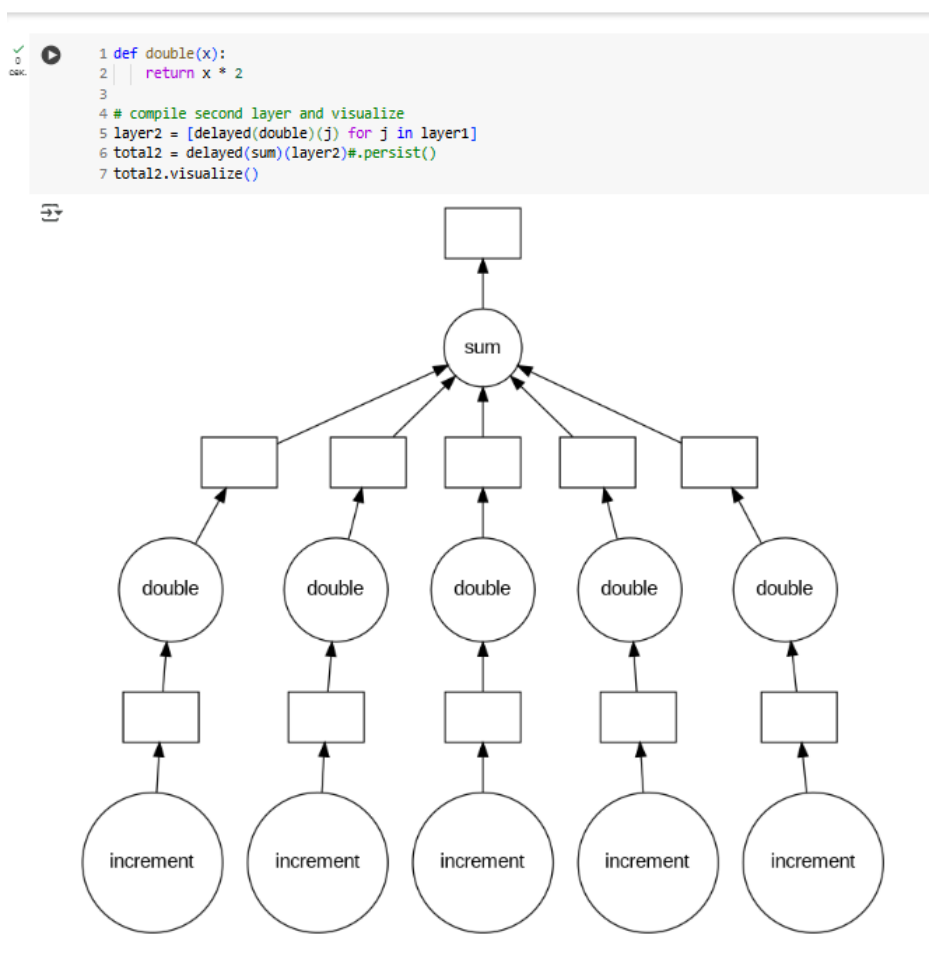 1 def double(x):
2     return x * 2
3
4 # compile second layer and visualize
5 layer2 = [delayed(double)(j) for j in layer1]
6 total2 = delayed(sum)(layer2)#.persist()
7 total2.visualize()
0
sum
double double double double double
increment increment increment increment increment